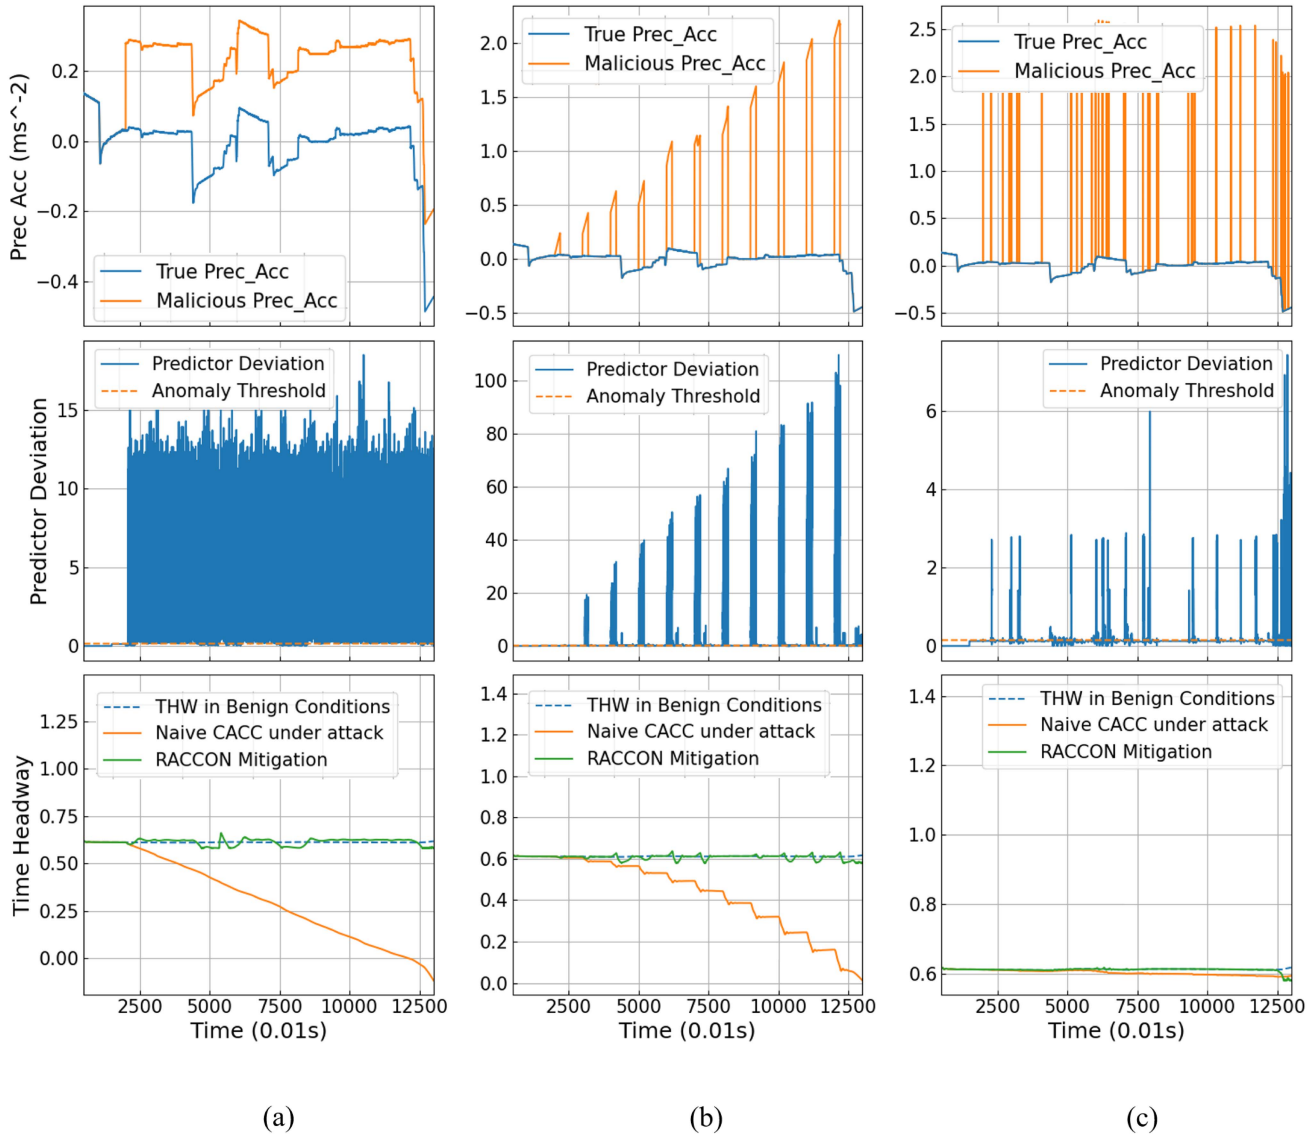 Prec Acc (ms^-2)
0.2
0.0
−0.2
−0.4
True Prec_Acc
Malicious Prec_Acc
2.0
1.5
1.0
0.5
0.0
−0.5
True Prec_Acc
Malicious Prec_Acc
2.5
2.0
1.5
1.0
0.5
0.0
−0.5
True Prec_Acc
Malicious Prec_Acc
Predictor Deviation
15
10
5
0
Predictor Deviation
Anomaly Threshold
100
80
60
40
20
0
Predictor Deviation
Anomaly Threshold
6
4
2
0
Predictor Deviation
Anomaly Threshold
Time Headway
1.25
1.00
0.75
0.50
0.25
0.00
THW in Benign Conditions
Naive CACC under attack
RACCON Mitigation
2500 5000 7500 10000 12500
Time (0.01s)
1.4
1.2
1.0
0.8
0.6
0.4
0.2
0.0
THW in Benign Conditions
Naive CACC under attack
RACCON Mitigation
2500 5000 7500 10000 12500
Time (0.01s)
1.4
1.2
1.0
0.8
0.6
THW in Benign Conditions
Naive CACC under attack
RACCON Mitigation
2500 5000 7500 10000 12500
Time (0.01s)
(a) (b) (c)